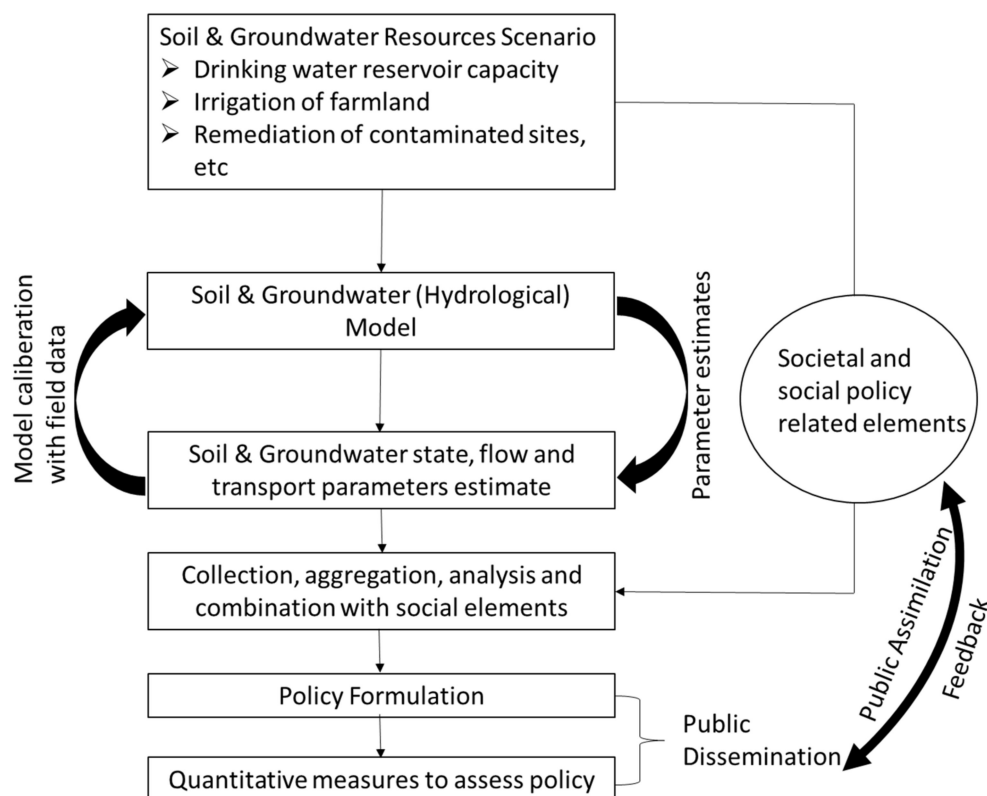 Soil & Groundwater Resources Scenario
➢ Drinking water reservoir capacity
➢ Irrigation of farmland
➢ Remediation of contaminated sites,
etc
Soil & Groundwater (Hydrological)
Model
Model caliberation
with field data
Parameter estimates
Societal and
social policy
related elements
Soil & Groundwater state, flow and
transport parameters estimate
Collection, aggregation, analysis and
combination with social elements
Public Assimilation
Feedback
Policy Formulation
Public
Dissemination
Quantitative measures to assess policy